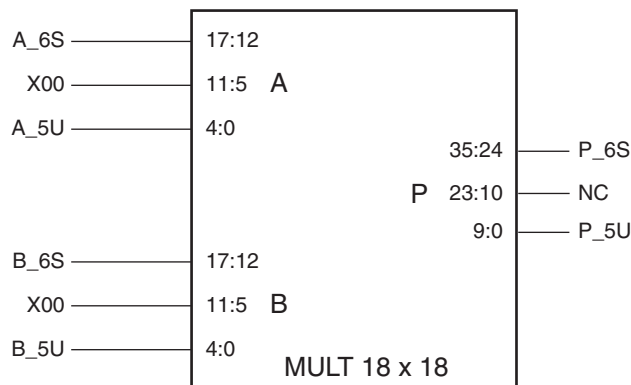 A_6S 17:12
X00 11:5 A
A_5U 4:0
35:24 P_6S
P 23:10 NC
9:0 P_5U
B_6S 17:12
X00 11:5 B
B_5U 4:0
MULT 18 x 18